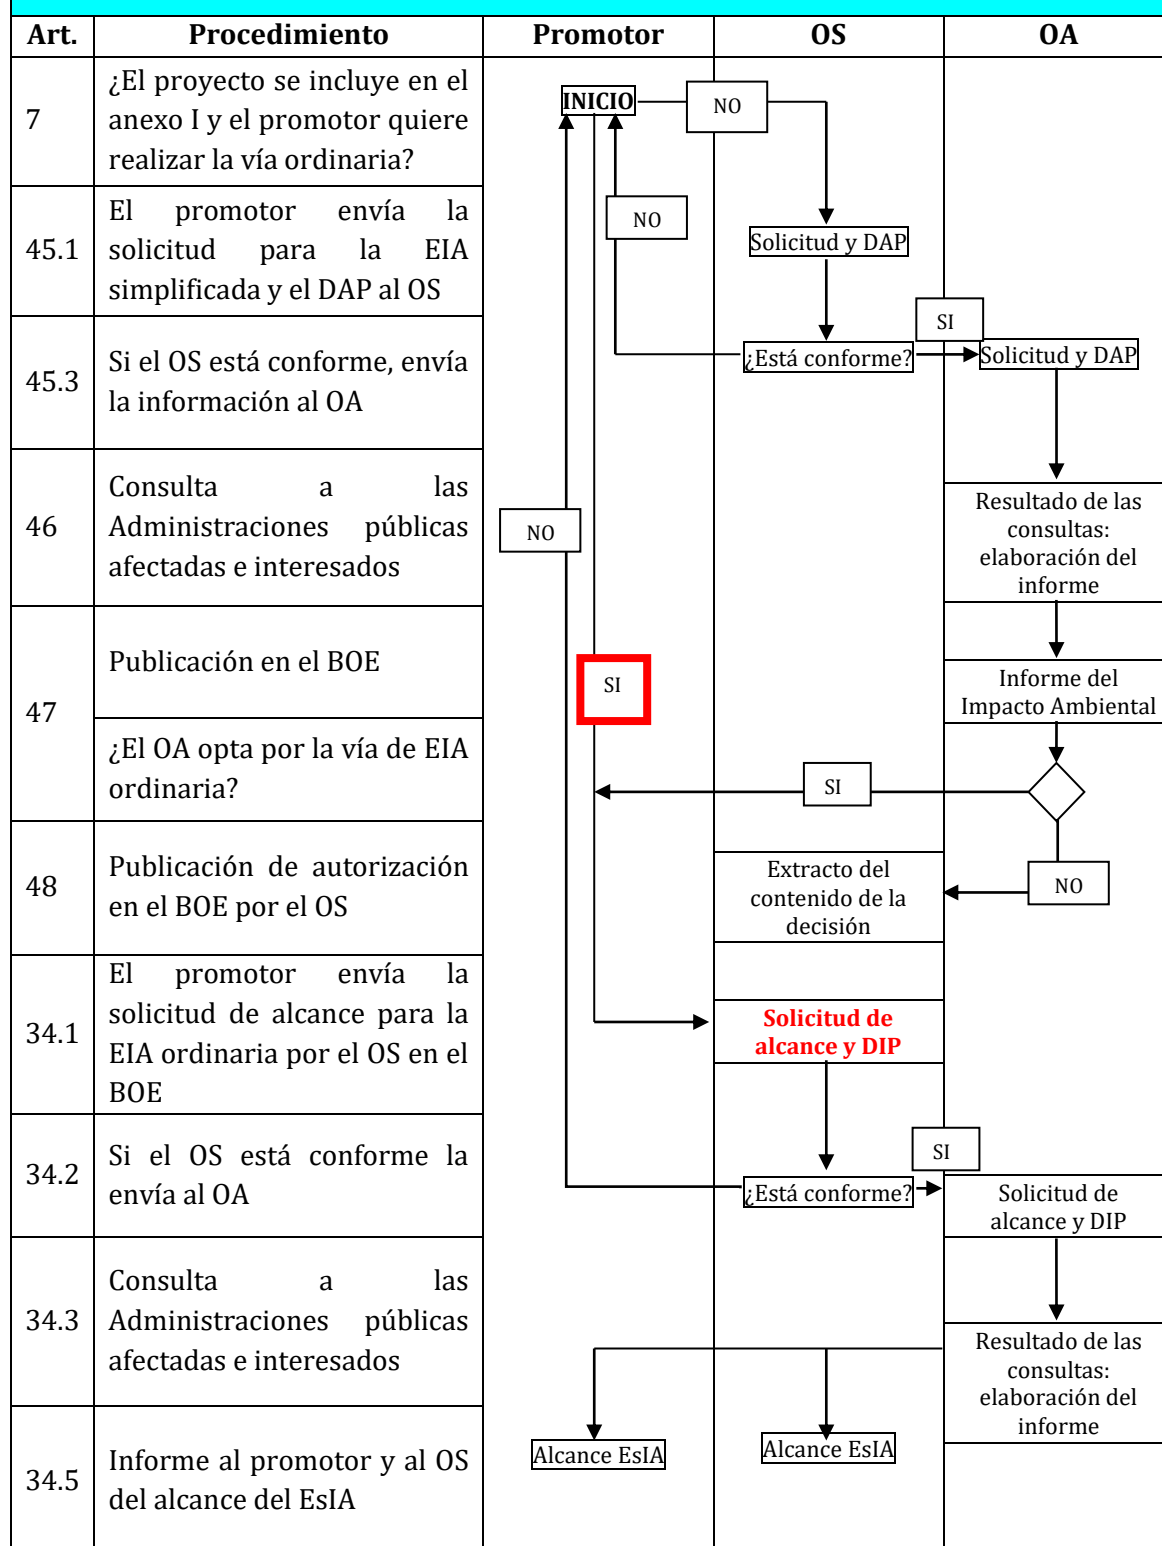 Art. Procedimiento Promotor OS OA
7
¿El proyecto se incluye en el
anexo I y el promotor quiere
realizar la vía ordinaria?
INICIO
NO
45.1
El promotor envía la
solicitud para la EIA
simplificada y el DAP al OS
NO
Solicitud y DAP
45.3
Si el OS está conforme, envía
la información al OA
¿Está conforme?
SI
Solicitud y DAP
46
Consulta a las
Administraciones públicas
afectadas e interesados
NO
Resultado de las
consultas:
elaboración del
informe
47
Publicación en el BOE
SI
Informe del
Impacto Ambiental
¿El OA opta por la vía de EIA
ordinaria?
SI
48
Publicación de autorización
en el BOE por el OS
Extracto del
contenido de la
decisión
NO
34.1
El promotor envía la
solicitud de alcance para la
EIA ordinaria por el OS en el
BOE
Solicitud de
alcance y DIP
34.2
Si el OS está conforme la
envía al OA
¿Está conforme?
SI
Solicitud de
alcance y DIP
34.3
Consulta a las
Administraciones públicas
afectadas e interesados
Resultado de las
consultas:
elaboración del
informe
34.5
Informe al promotor y al OS
del alcance del EsIA
Alcance EsIA
Alcance EsIA